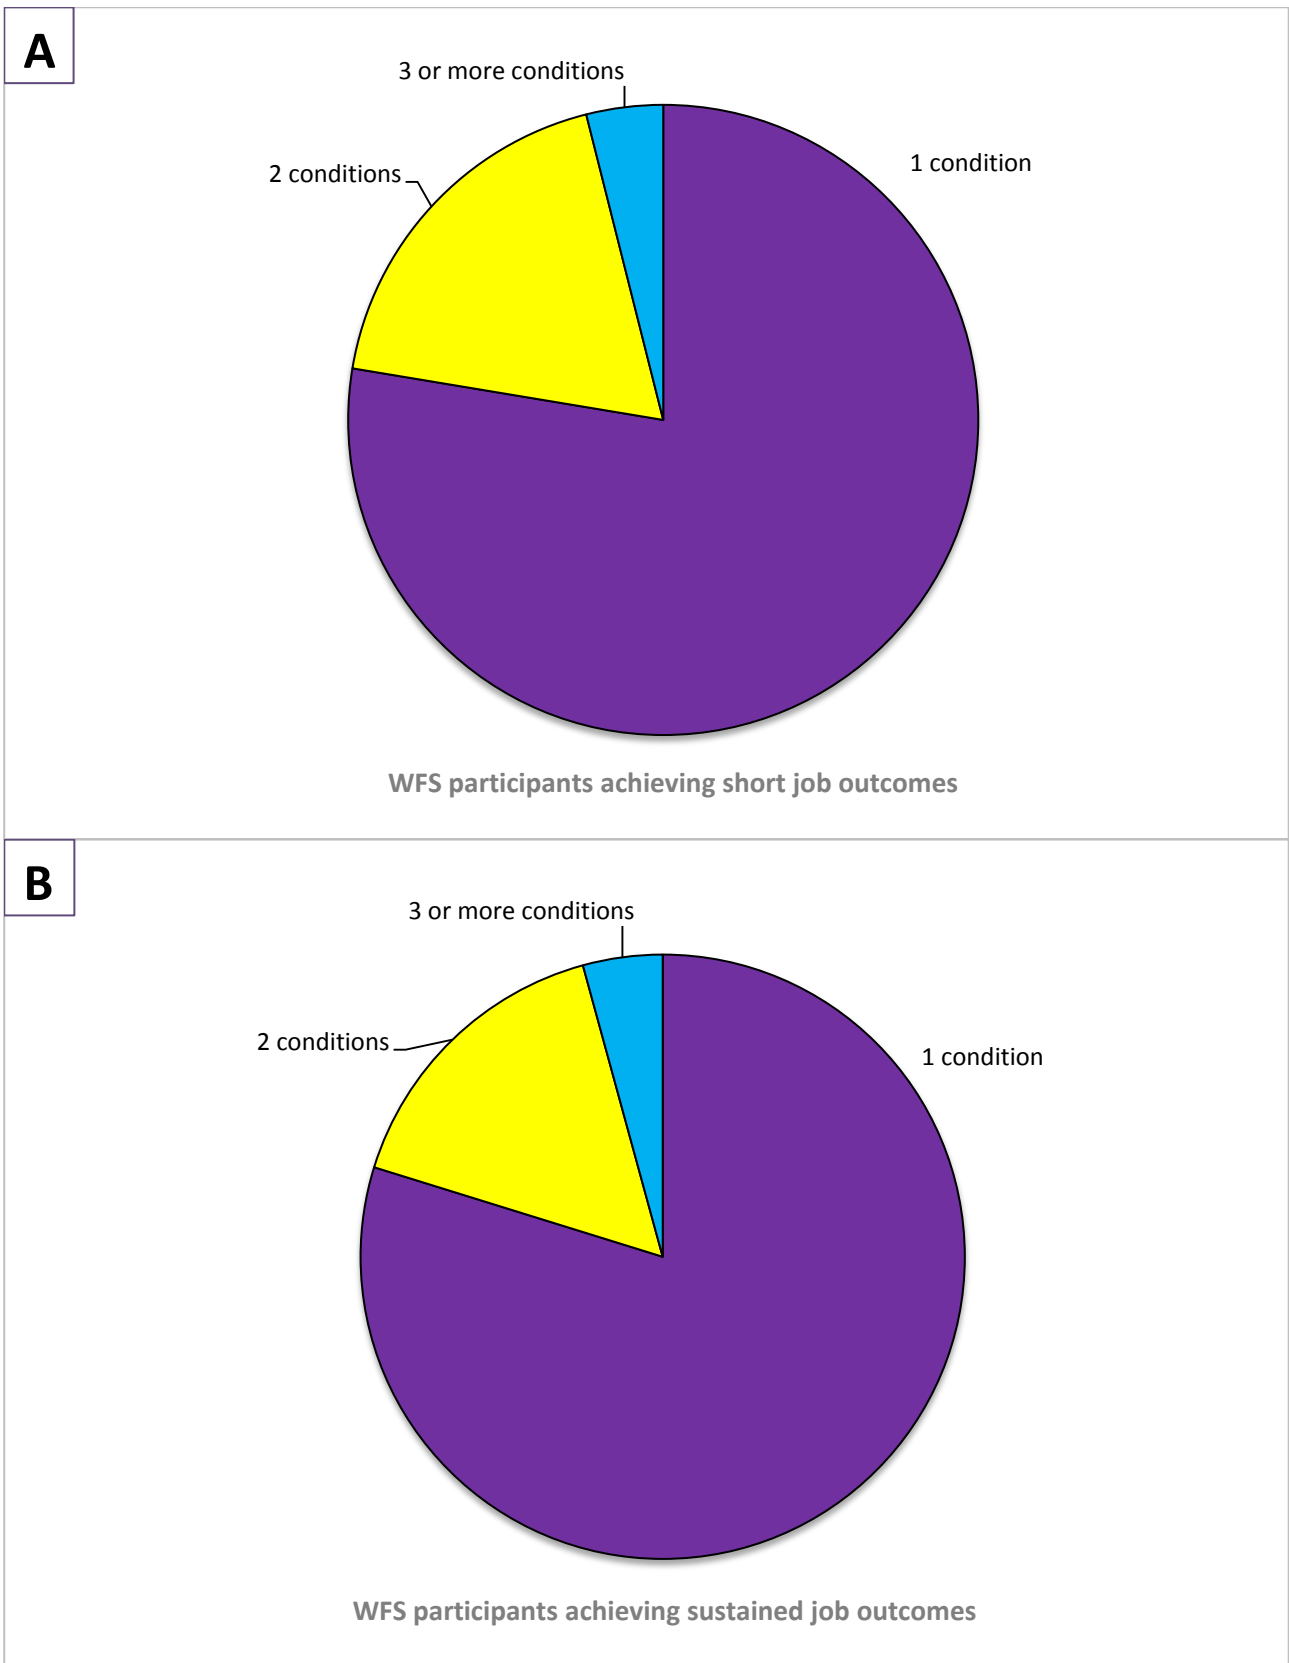 A
3 or more conditions
2 conditions
1 condition
WFS participants achieving short job outcomes
B
3 or more conditions
2 conditions
1 condition
WFS participants achieving sustained job outcomes